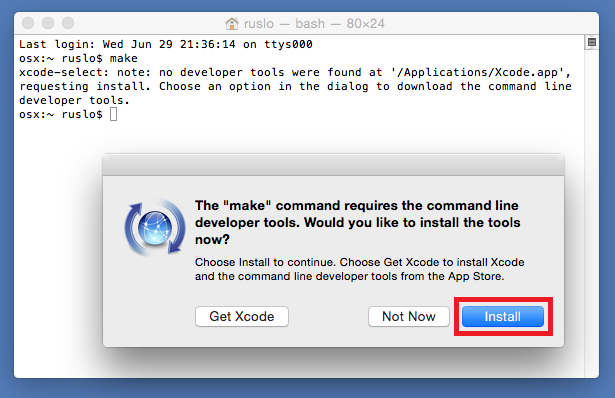 ruslo — bash — 80×24
Last login: Wed Jun 29 21:36:14 on ttys000
osx:~ ruslo$ make
xcode-select: note: no developer tools were found at '/Applications/Xcode.app',
requesting install. Choose an option in the dialog to download the command line
developer tools.
osx:~ ruslo$
The "make" command requires the command line
developer tools. Would you like to install the tools
now?
Choose Install to continue. Choose Get Xcode to install Xcode
and the command line developer tools from the App Store.
Get Xcode Not Now Install